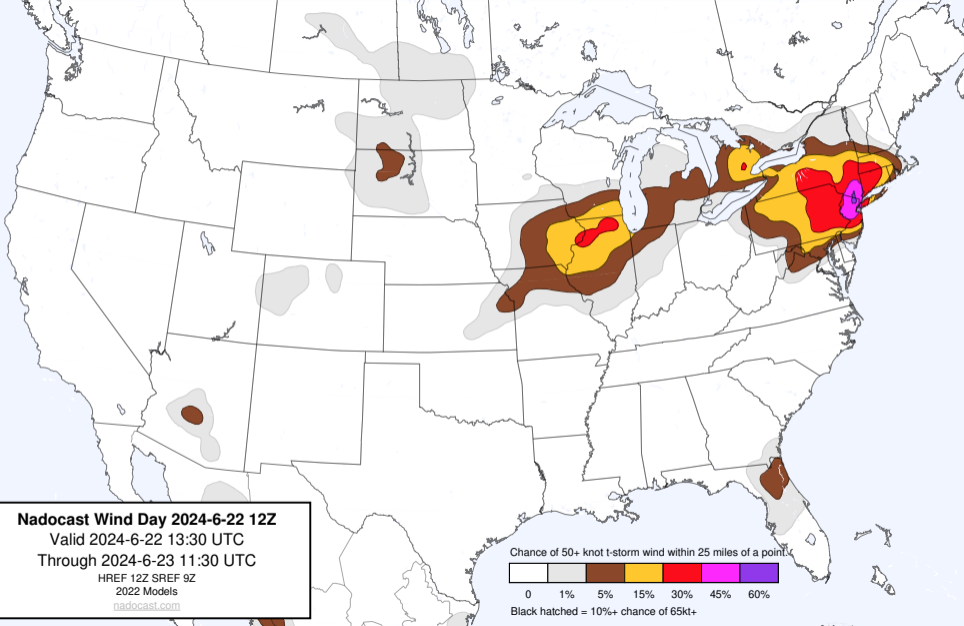 Nadocast Wind Day 2024-6-22 12Z
Valid 2024-6-22 13:30 UTC
Through 2024-6-23 11:30 UTC
HREF 12Z SREF 9Z
2022 Models
nadocast.com
Chance of 50+ knot t-storm wind within 25 miles of a point.
0 1% 5% 15% 30% 45% 60%
Black hatched = 10%+ chance of 65kt+